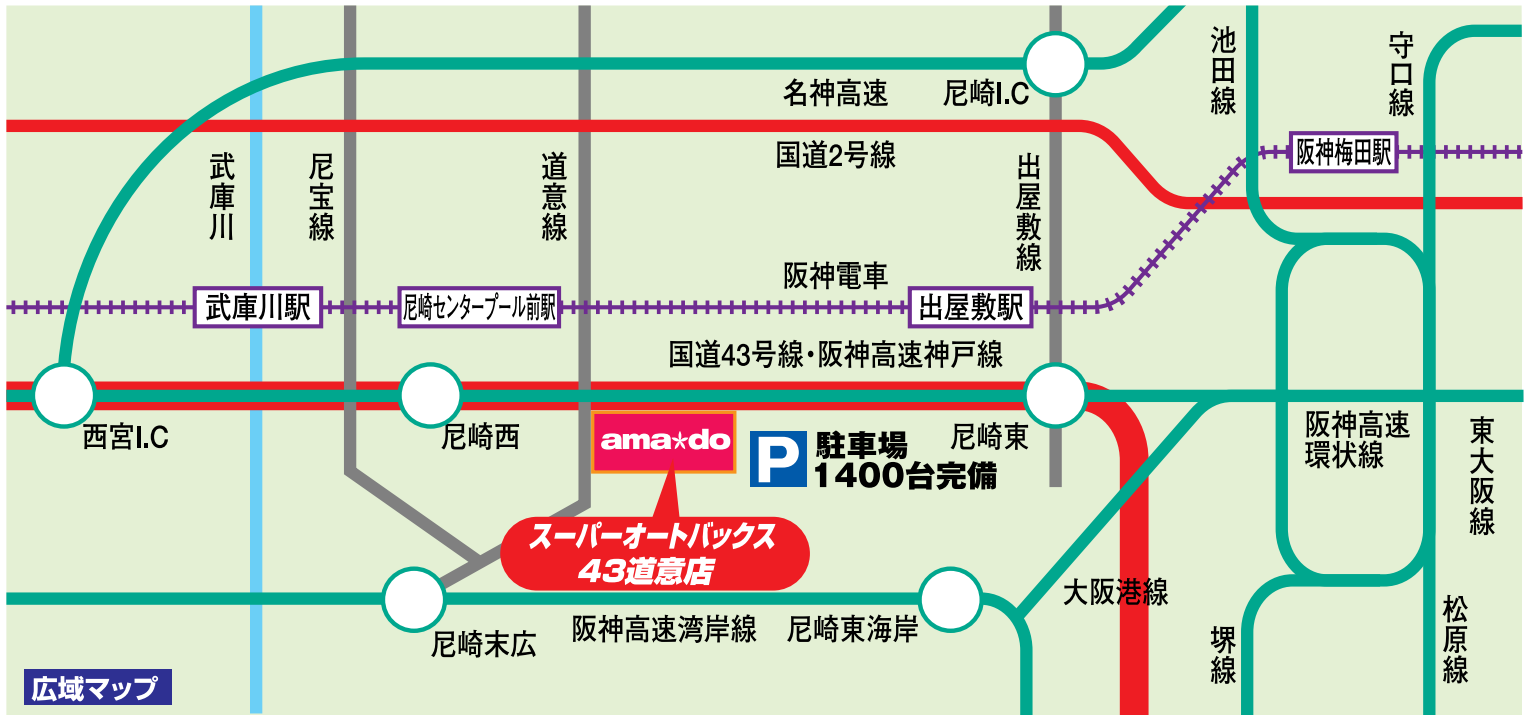 池田線
守口線
名神高速
尼崎I.C
国道2号線
阪神梅田駅
武庫川
尼宝線
道意線
出屋敷線
阪神電車
武庫川駅
尼崎センタープール前駅
出屋敷駅
国道43号線・阪神高速神戸線
西宮I.C
尼崎西
ama*do
P
駐車場
1400台完備
尼崎東
阪神高速
環状線
東大阪線
スーパーオートバックス
43道意店
大阪港線
尼崎末広
阪神高速湾岸線
尼崎東海岸
堺線
松原線
広域マップ